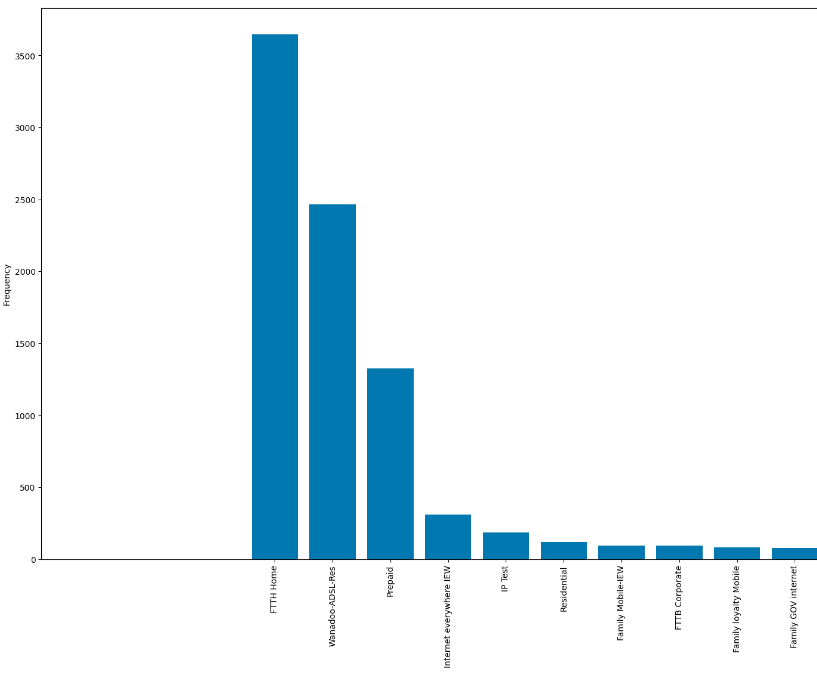 3500
3000
2500
2000
1500
1000
500
0
Frequency
FTTH Home
Wanadoo-ADSL-Res
Prepaid
Internet everywhere IEW
IP Test
Residential
Family Mobile-IEW
FTTB Corporate
Family loyalty Mobile
Family GOV internet